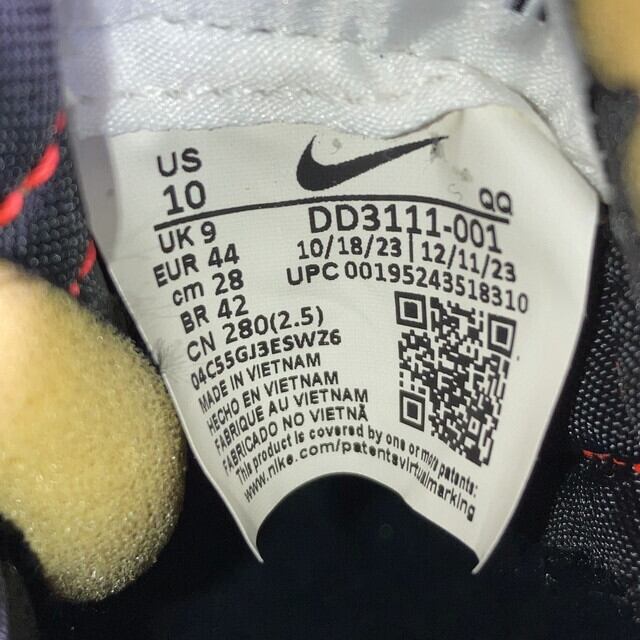 US
10
QQ
UK 9
EUR 44
cm 28
BR 42
CN 280(2.5)
DD3111-001
10/18/23 | 12/11/23
UPC 00195243518310
04C55GJ3ESWZ6
MADE IN VIETNAM
HECHO EN VIETNAM
FABRIQUE AU VIETNAM
FABRICADO NO VIETNÃ
This product is covered by one or more patents:
www.nike.com/patentsvirtualmarking